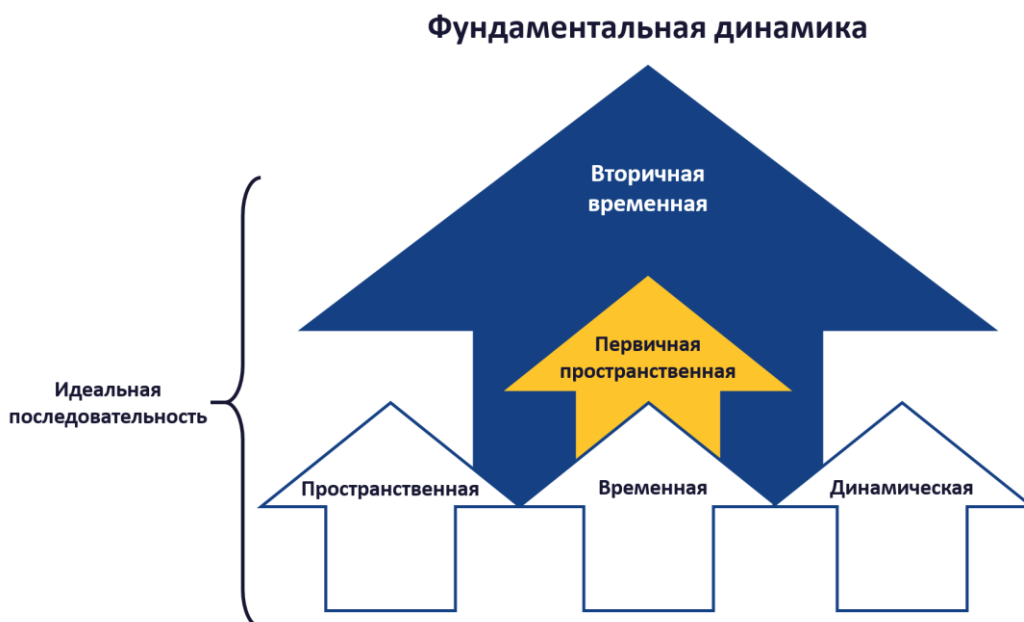 Фундаментальная динамика
Вторичная
временная
Первичная
пространственная
Идеальная
последовательность
Пространственная
Временная
Динамическая